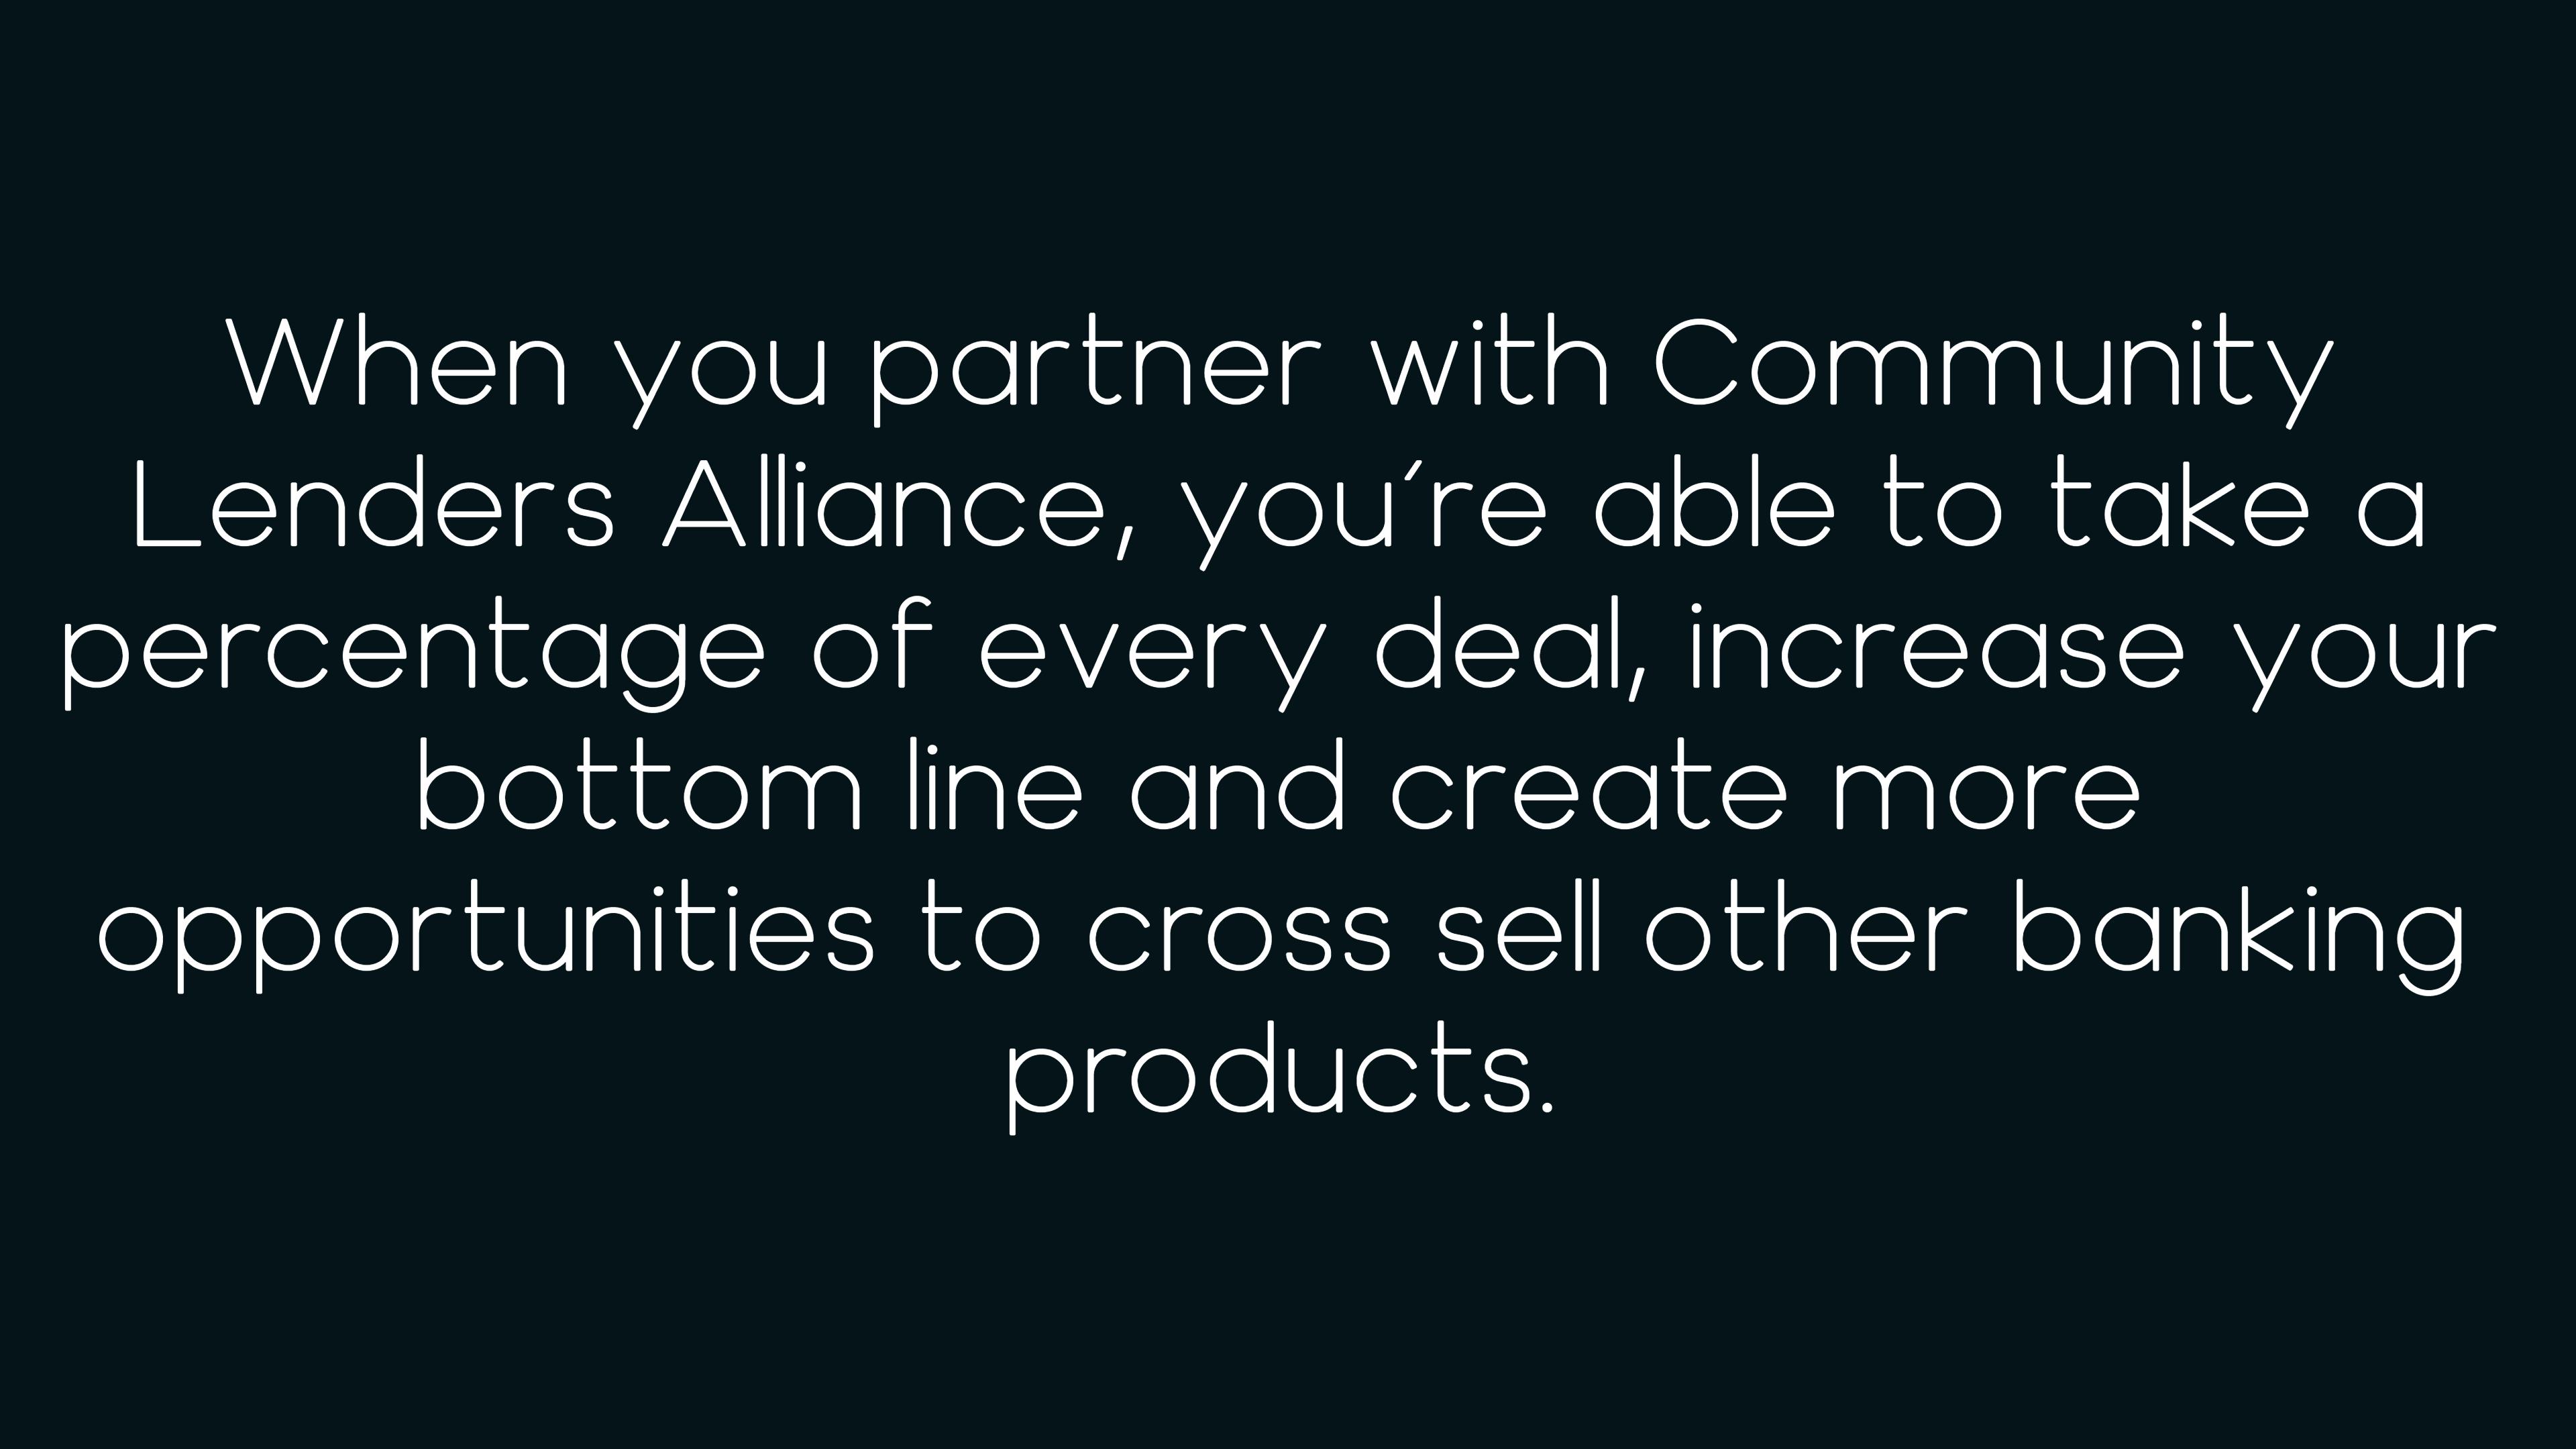 When you partner with Community
Lenders Alliance, you're able to take a
percentage of every deal, increase your
bottom line and create more
opportunities to cross sell other banking
products.